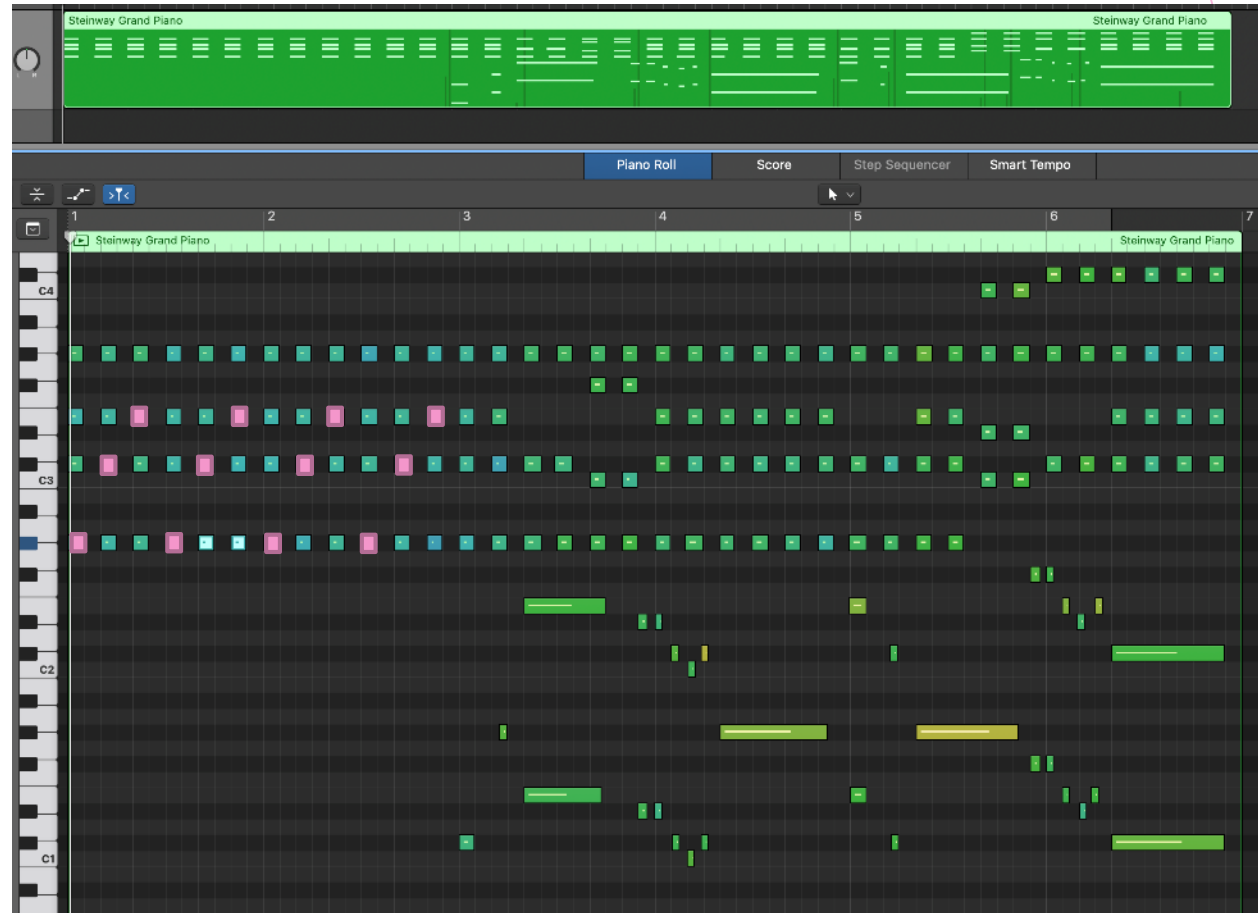 Steinway Grand Piano Steinway Grand Piano
L R
Piano Roll Score Step Sequencer Smart Tempo
1 2 3 4 5 6 7
Steinway Grand Piano Steinway Grand Piano
C4
C3
C2
C1